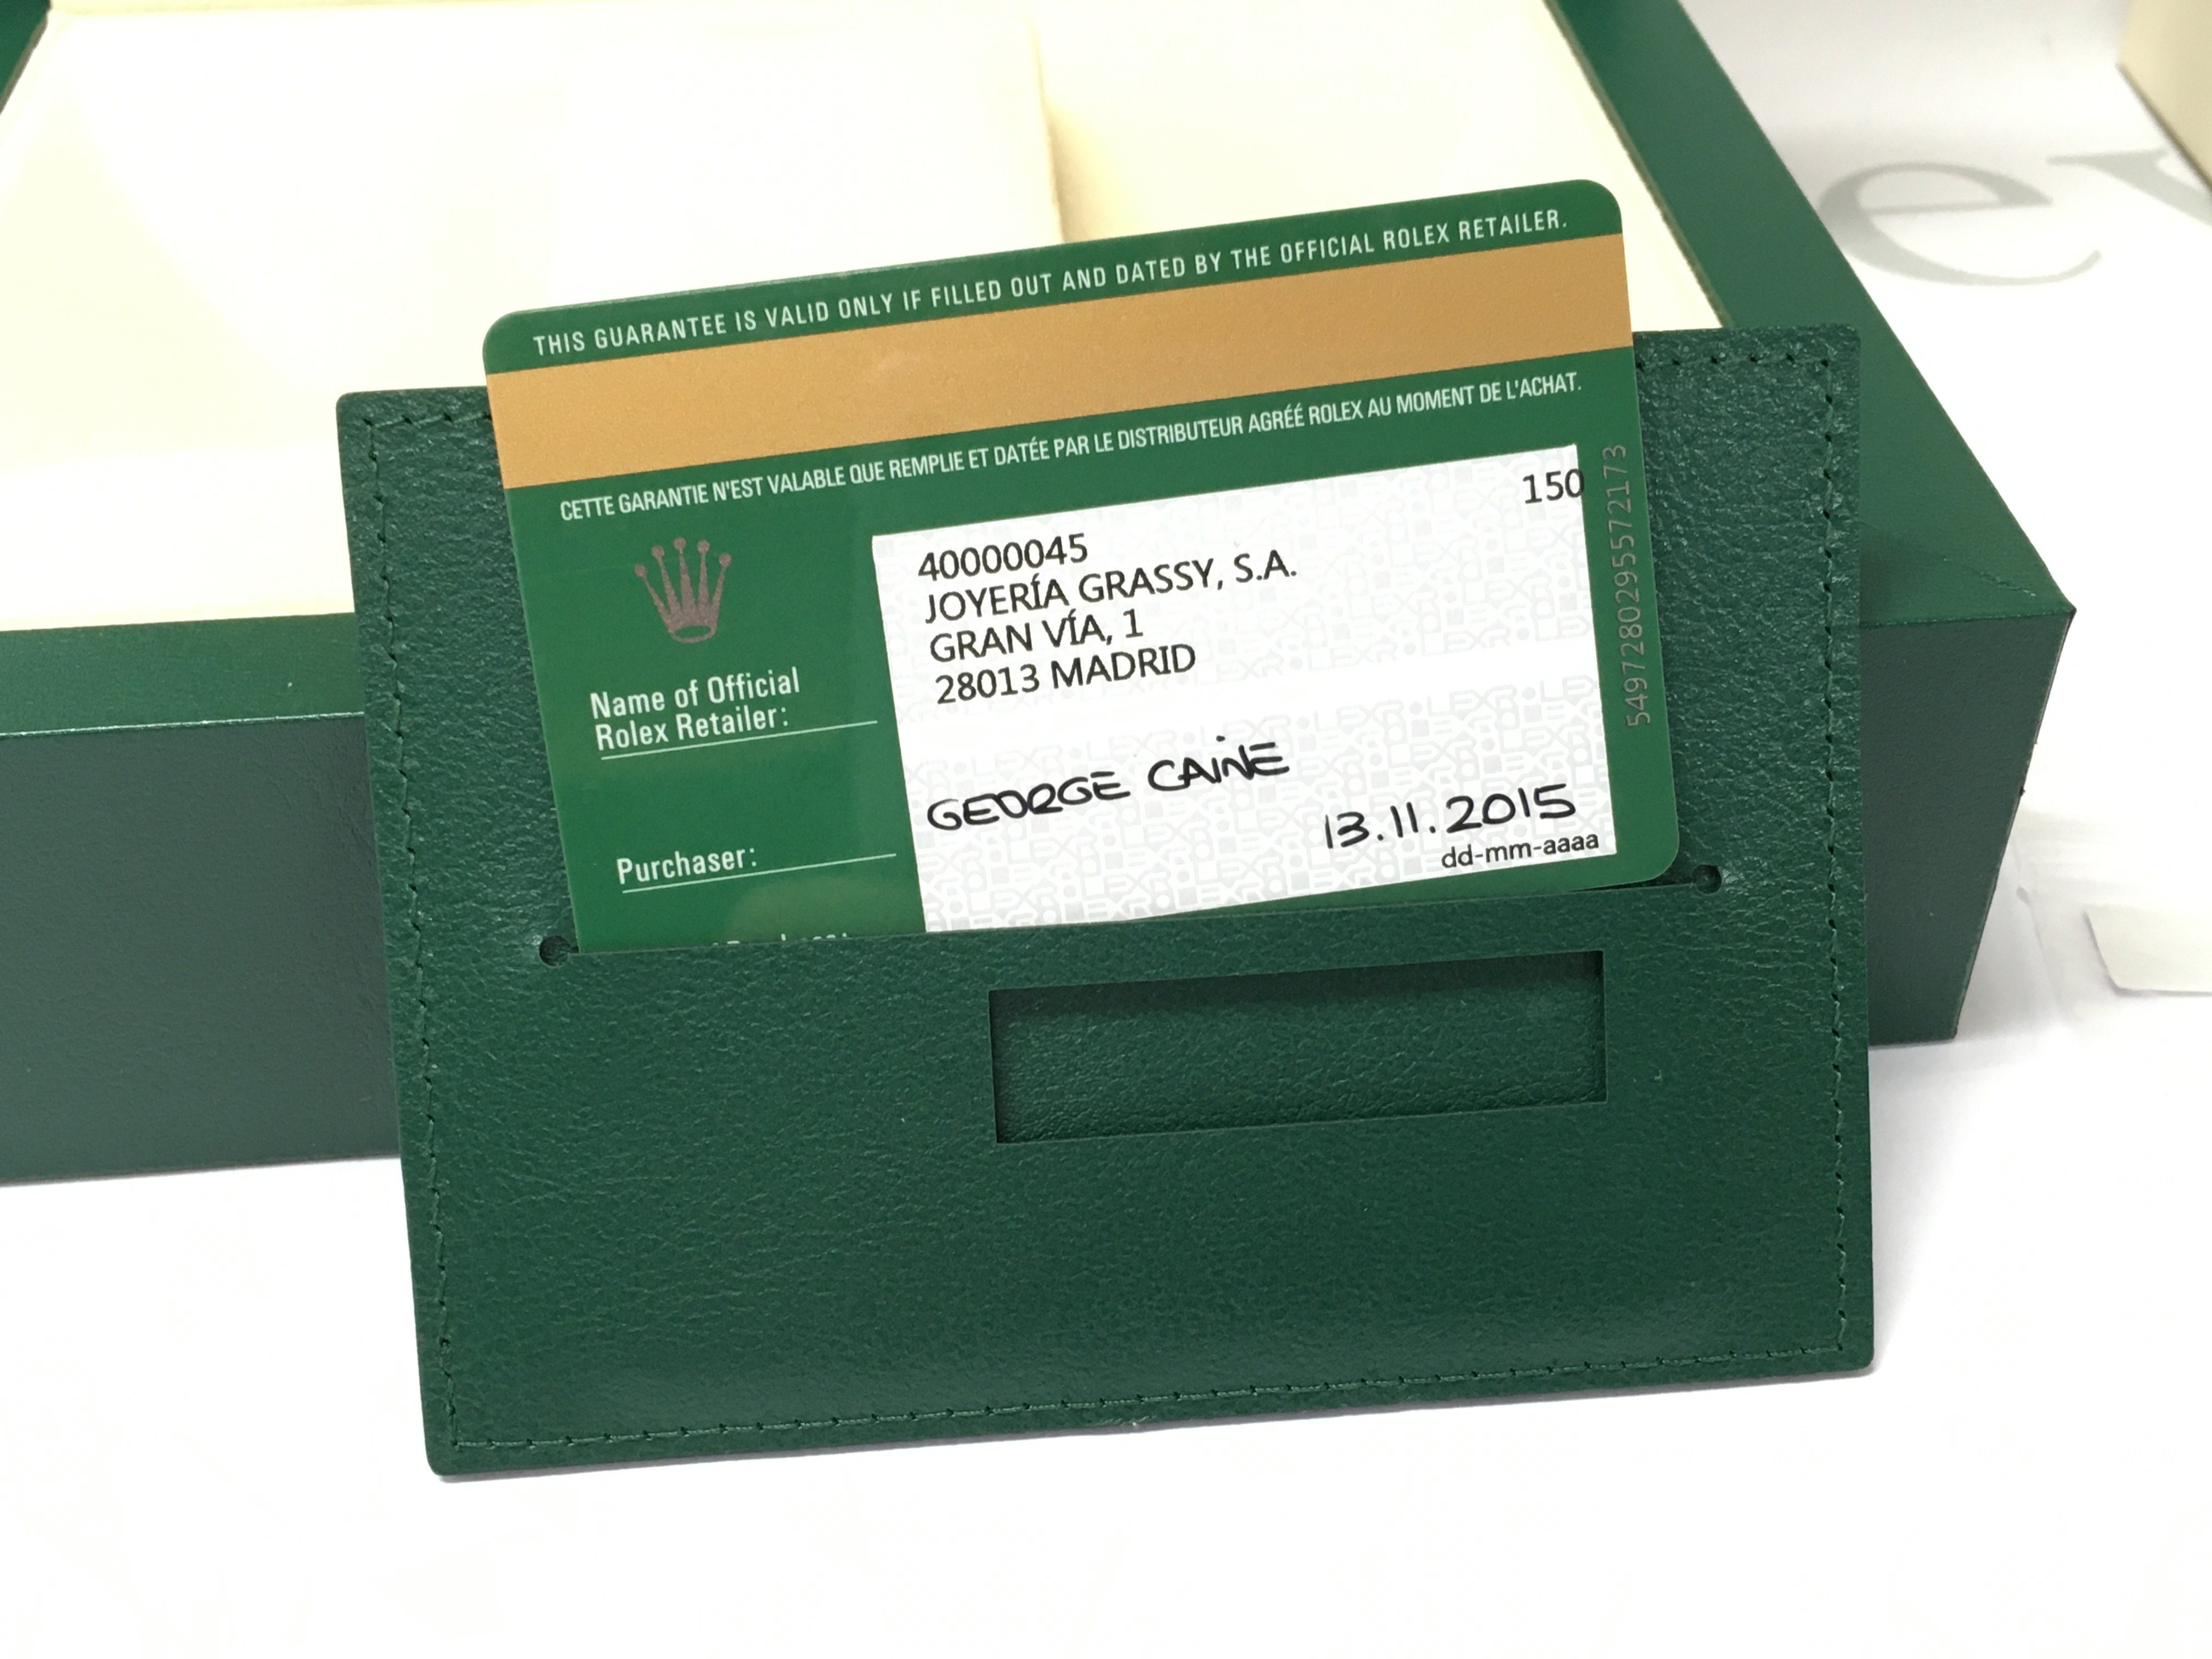 THIS GUARANTEE IS VALID ONLY IF FILLED OUT AND DATED BY THE OFFICIAL ROLEX RETAILER.
CETTE GARANTIE N'EST VALABLE QUE REMPLIE ET DATÉE PAR LE DISTRIBUTEUR AGRÉÉ ROLEX AU MOMENT DE L'ACHAT.
150
40000045
JOYERÍA GRASSY, S.A.
GRAN VÍA, 1
28013 MADRID
Name of Official
Rolex Retailer:
GEORGE CAINE
Purchaser:
13.11.2015
dd-mm-aaaa
54977280295572173